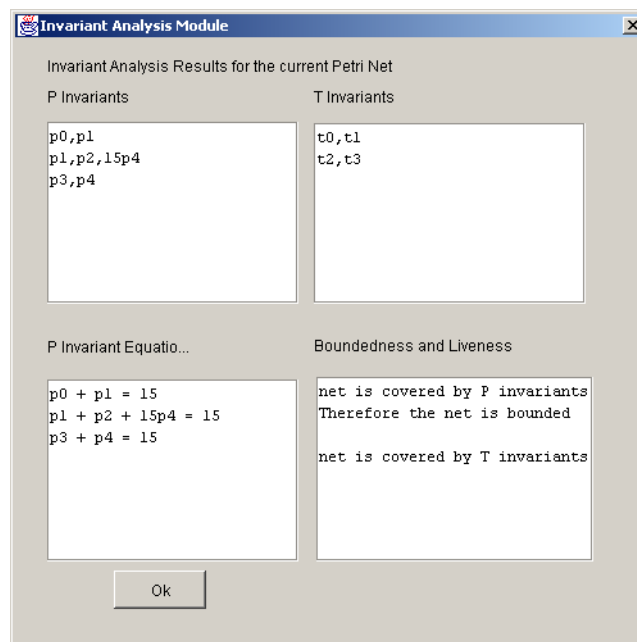 Invariant Analysis Module
Invariant Analysis Results for the current Petri Net
P Invariants
T Invariants
p0,p1
p1,p2,15p4
p3,p4
t0,t1
t2,t3
P Invariant Equatio...
Boundedness and Liveness
p0 + p1 = 15
p1 + p2 + 15p4 = 15
p3 + p4 = 15
net is covered by P invariants
Therefore the net is bounded
net is covered by T invariants
Ok